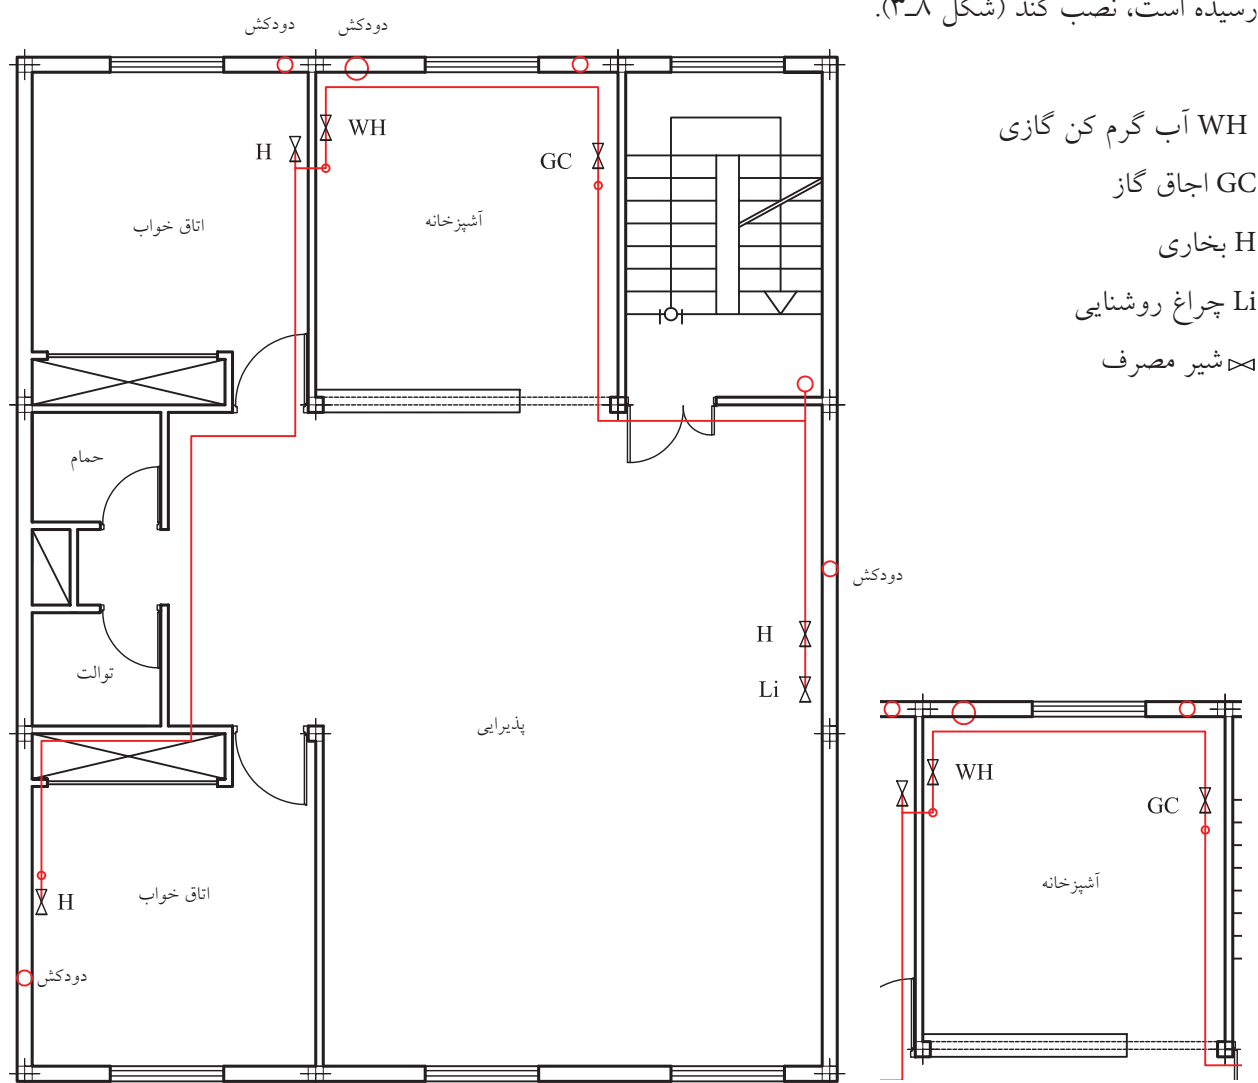 رسیده است، نصب کند (شکل ۸ـ۳).
دودکش
دودکش
WH آب گرم کن گازی
GC اجاق گاز
H بخاری
Li چراغ روشنایی
شیر مصرف
H
WH
GC
اتاق خواب
آشپزخانه
حمام
دودکش
توالت
H
Li
پذیرایی
H
اتاق خواب
دودکش
WH
GC
آشپزخانه